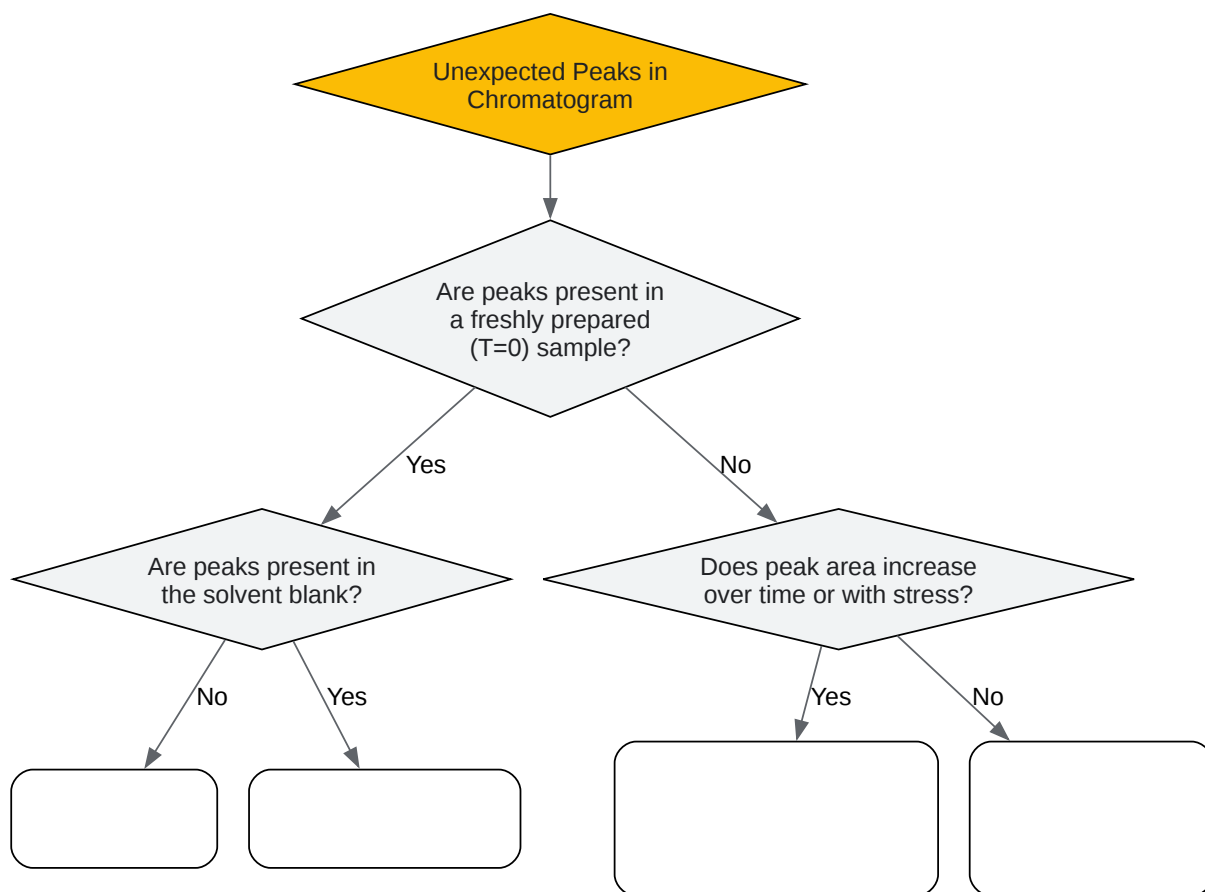 Unexpected Peaks in
Chromatogram
Are peaks present in
a freshly prepared
(T=0) sample?
Yes
No
Are peaks present in
the solvent blank?
Does peak area increase
over time or with stress?
No
Yes
Yes
No